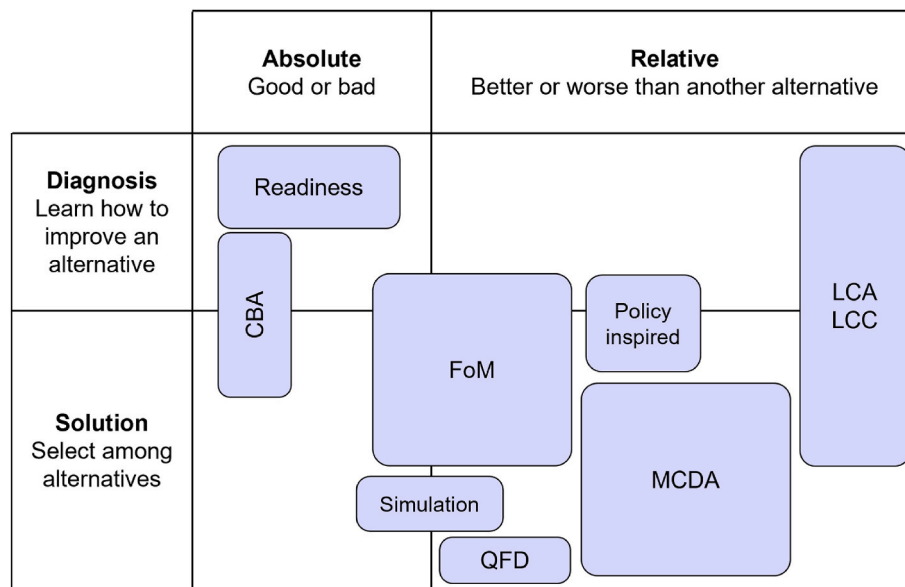 Absolute
Good or bad
Relative
Better or worse than another alternative
Diagnosis
Learn how to
improve an
alternative
Readiness
CBA
LCA
LCC
Policy
inspired
FoM
Solution
Select among
alternatives
MCDA
Simulation
QFD